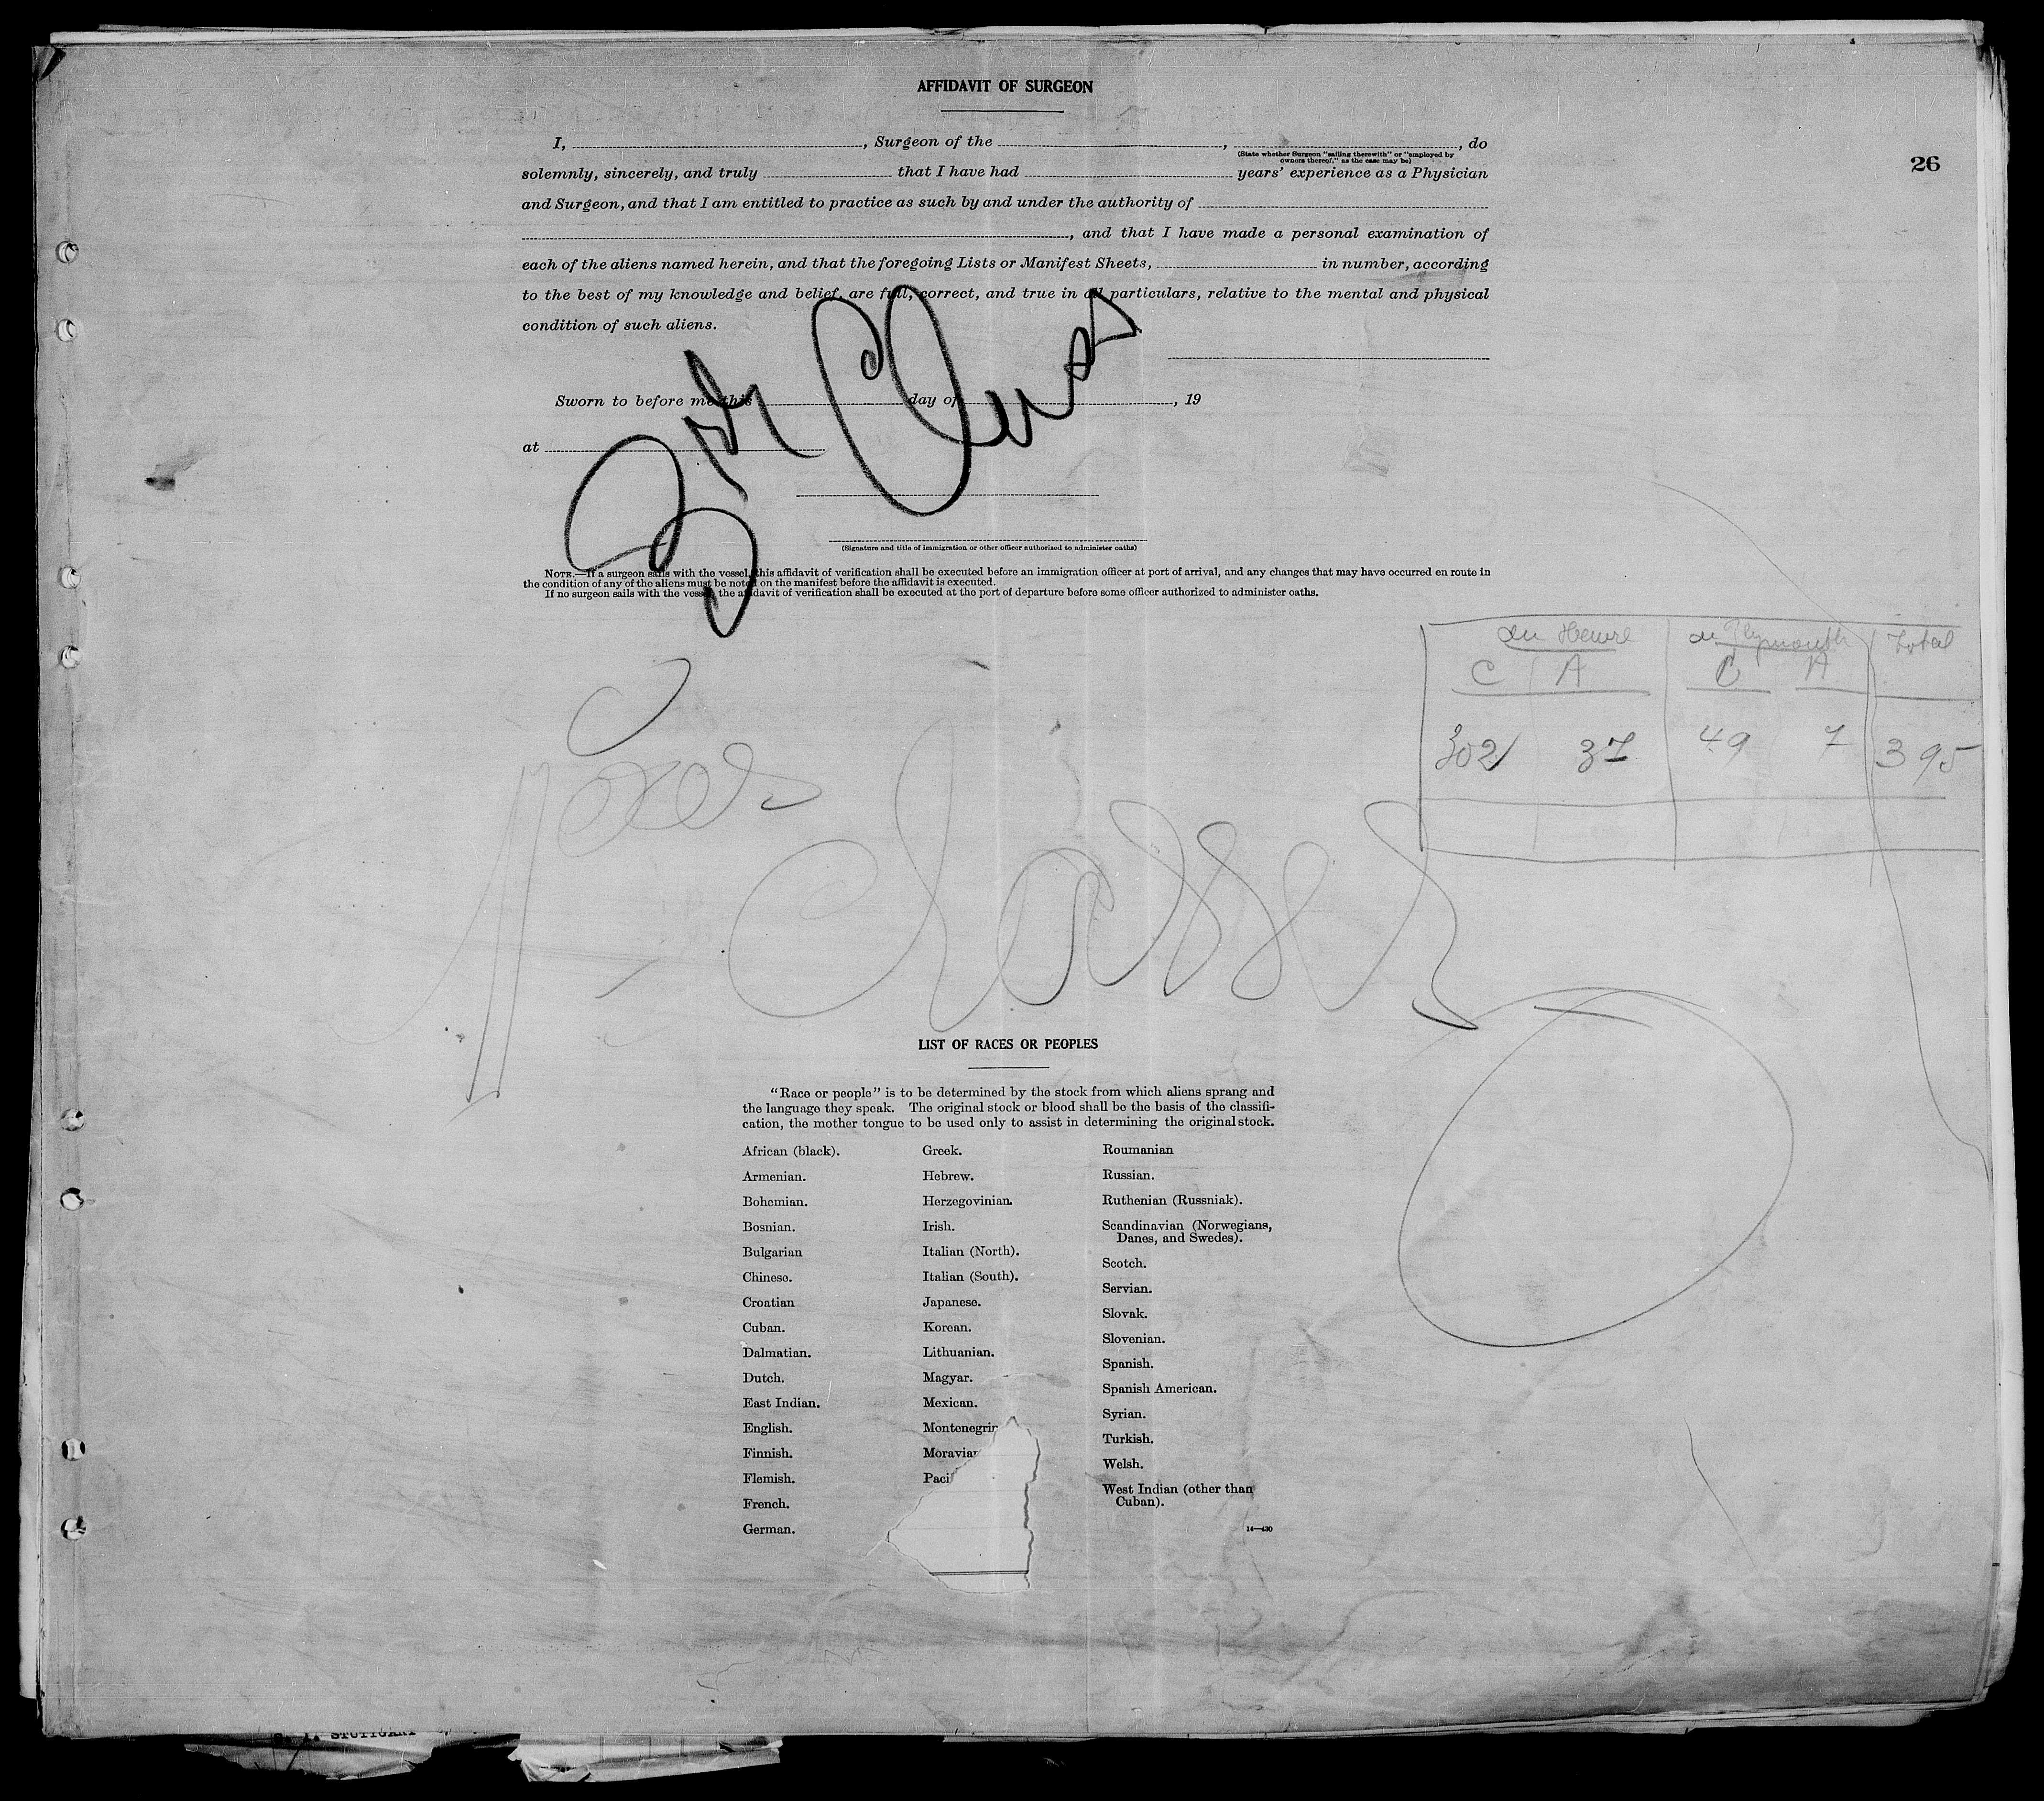 AFFIDAVIT OF SURGEON
I, , Surgeon of the , , do
(State whether Surgeon "sailing therewith" or "employed by
owners thereof," as the case may be)
26
solemnly, sincerely, and truly that I have had years' experience as a Physician
and Surgeon, and that I am entitled to practice as such by and under the authority of
, and that I have made a personal examination of
each of the aliens named herein, and that the foregoing Lists or Manifest Sheets, in number, according
to the best of my knowledge and belief, are full, correct, and true in all particulars, relative to the mental and physical
condition of such aliens.
Sworn to before me this day of , 19
at
(Signature and title of immigration or other officer authorized to administer oaths)
NOTE.—If a surgeon sails with the vessel, this affidavit of verification shall be executed before an immigration officer at port of arrival, and any changes that may have occurred en route in
the condition of any of the aliens must be noted on the manifest before the affidavit is executed.
If no surgeon sails with the vessel, the affidavit of verification shall be executed at the port of departure before some officer authorized to administer oaths.
Plymouth Total
C A C A
302 37 49 7 395
LIST OF RACES OR PEOPLES
"Race or people" is to be determined by the stock from which aliens sprang and
the language they speak. The original stock or blood shall be the basis of the classifi-
cation, the mother tongue to be used only to assist in determining the original stock.
African (black).
Armenian.
Bohemian.
Bosnian.
Bulgarian
Chinese.
Croatian
Cuban.
Dalmatian.
Dutch.
East Indian.
English.
Finnish.
Flemish.
French.
German.
Greek.
Hebrew.
Herzegovinian.
Irish.
Italian (North).
Italian (South).
Japanese.
Korean.
Lithuanian.
Magyar.
Mexican.
Montenegrin
Moravian
Paci
Roumanian
Russian.
Ruthenian (Russniak).
Scandinavian (Norwegians,
Danes, and Swedes).
Scotch.
Servian.
Slovak.
Slovenian.
Spanish.
Spanish American.
Syrian.
Turkish.
Welsh.
West Indian (other than
Cuban).
14—430
STUTTGART